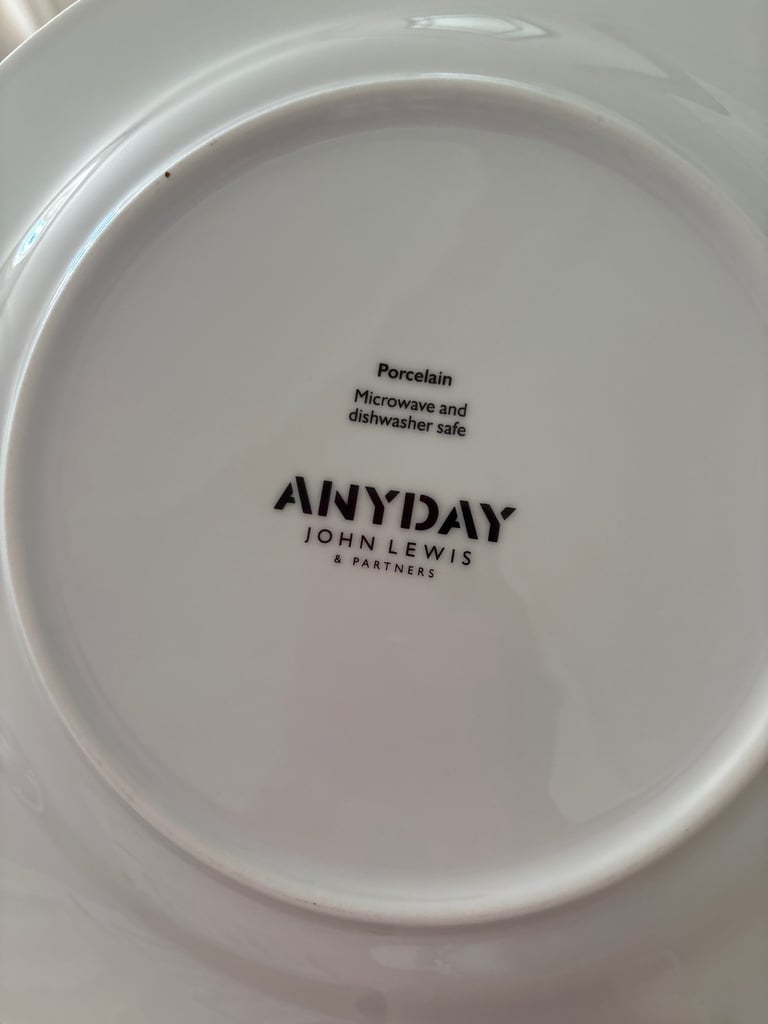 Porcelain
Microwave and
dishwasher safe
ANYDAY
JOHN LEWIS
& PARTNERS